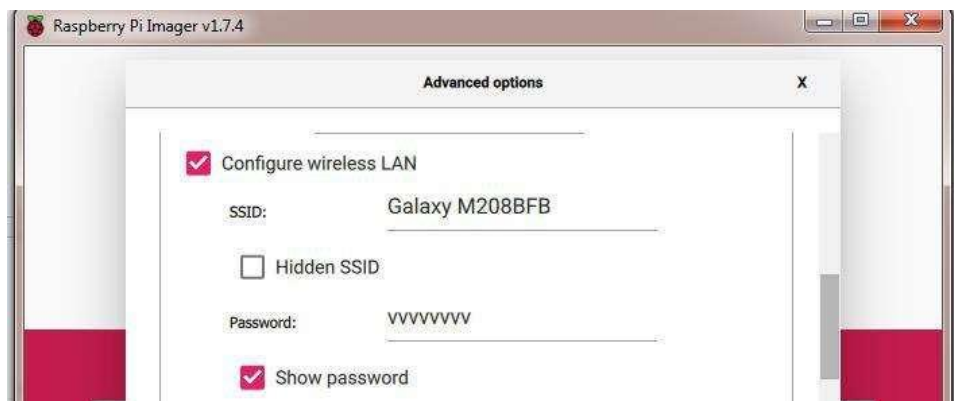 Raspberry Pi Imager v1.7.4
Advanced options X
Configure wireless LAN
SSID: Galaxy M208BFB
Hidden SSID
Password: vvvvvvvv
Show password